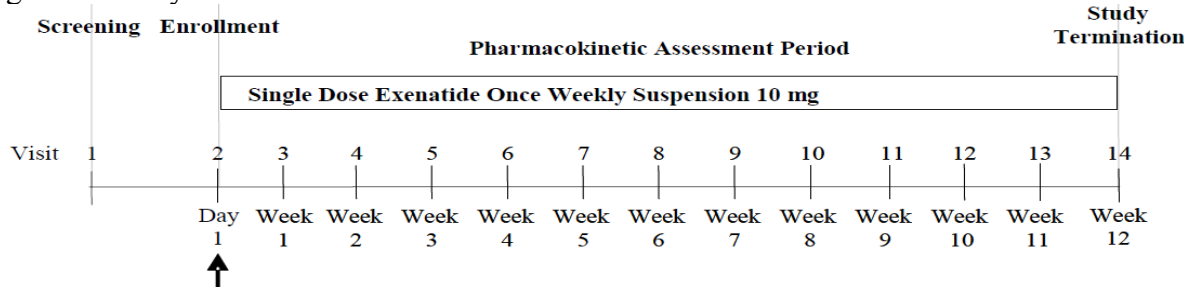 Study
Screening Enrollment Termination
Pharmacokinetic Assessment Period
Single Dose Exenatide Once Weekly Suspension 10 mg
Visit 1 2 3 4 5 6 7 8 9 10 11 12 13 14
Day Week Week Week Week Week Week Week Week Week Week Week Week
1 1 2 3 4 5 6 7 8 9 10 11 12